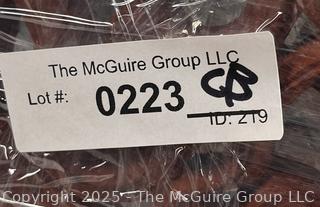 The McGuire Group LLC
Lot #: 0223 CB
ID: 219
Copyright 2025 - The McGuire Group LLC